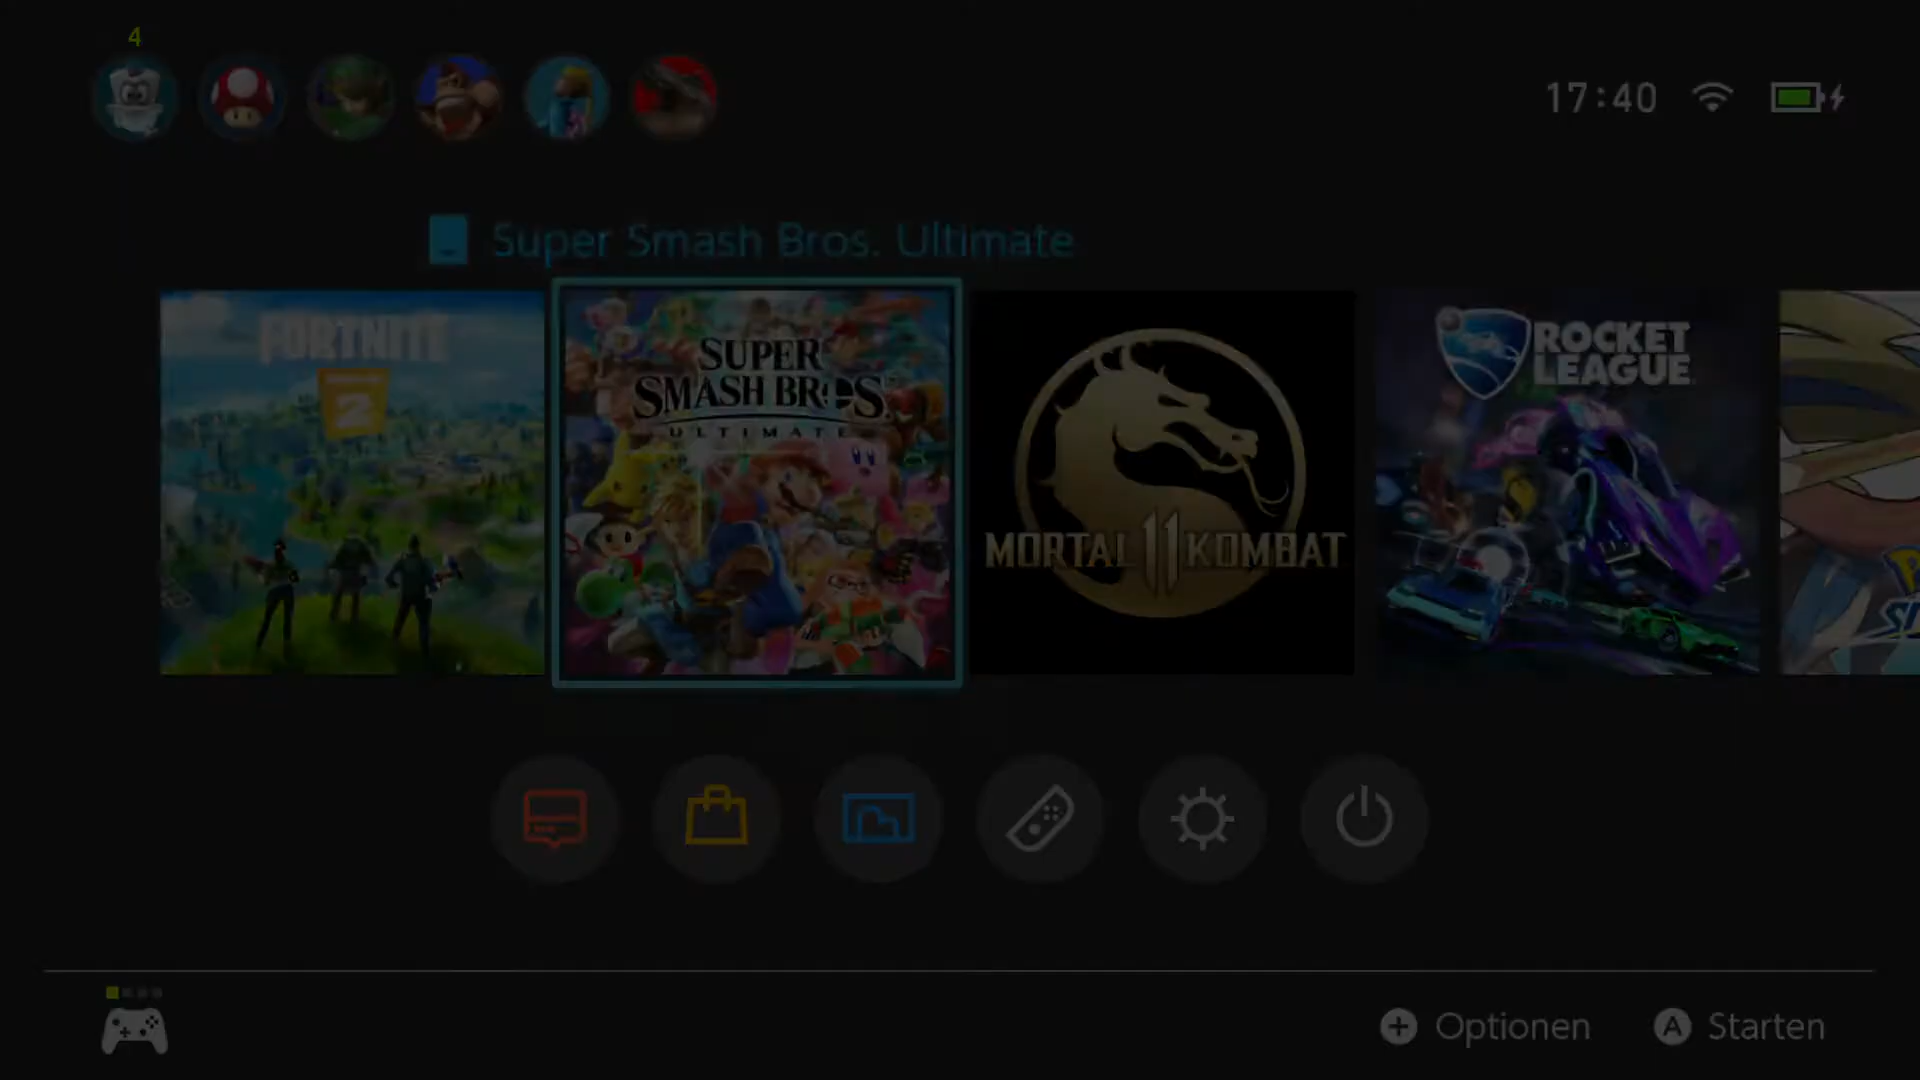 4
17:40
Super Smash Bros. Ultimate
FORTNITE
2
SUPER
SMASH BROS.
ULTIMATE
MORTAL 11 KOMBAT
ROCKET
LEAGUE
Optionen
A Starten